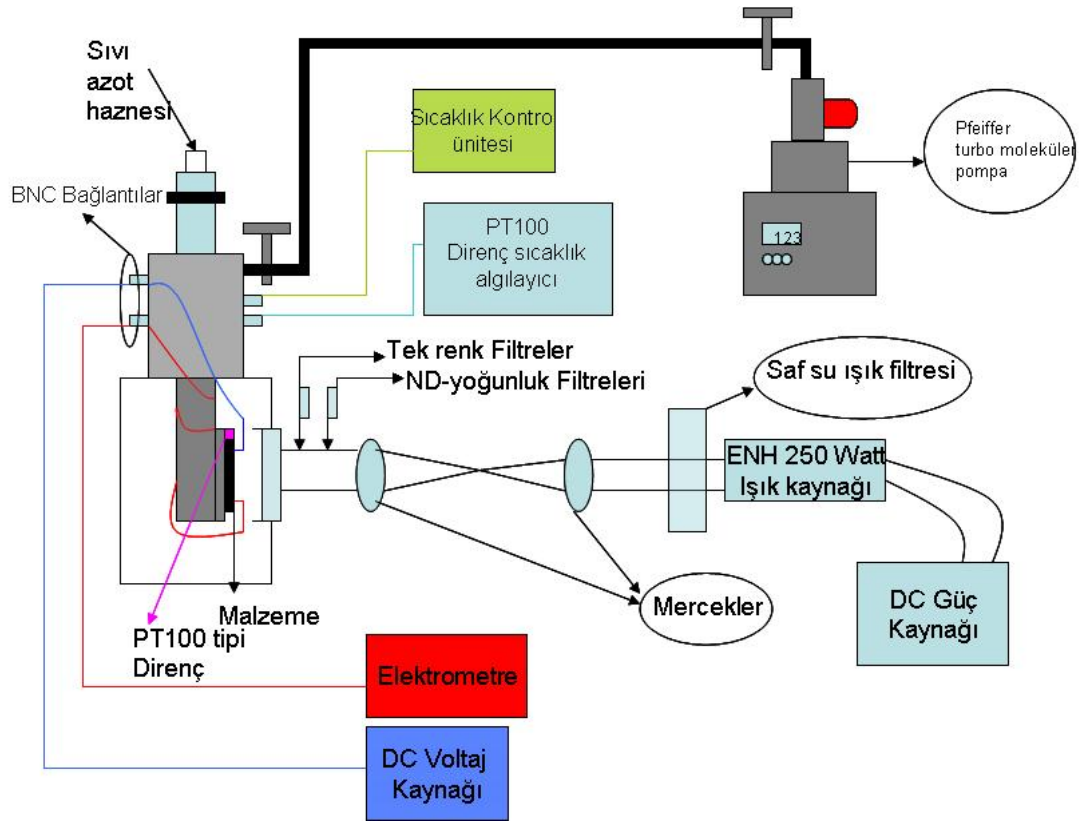 Sıvı
azot
haznesi
BNC Bağlantılar
Sıcaklık Kontro
ünitesi
PT100
Direnç sıcaklık
algılayıcı
Pfeiffer
turbo moleküler
pompa
123
Tek renk Filtreler
ND-yoğunluk Filtreleri
Saf su ışık filtresi
ENH 250 Watt
Işık kaynağı
Mercekler
DC Güç
Kaynağı
Malzeme
PT100 tipi
Direnç
Elektrometre
DC Voltaj
Kaynağı